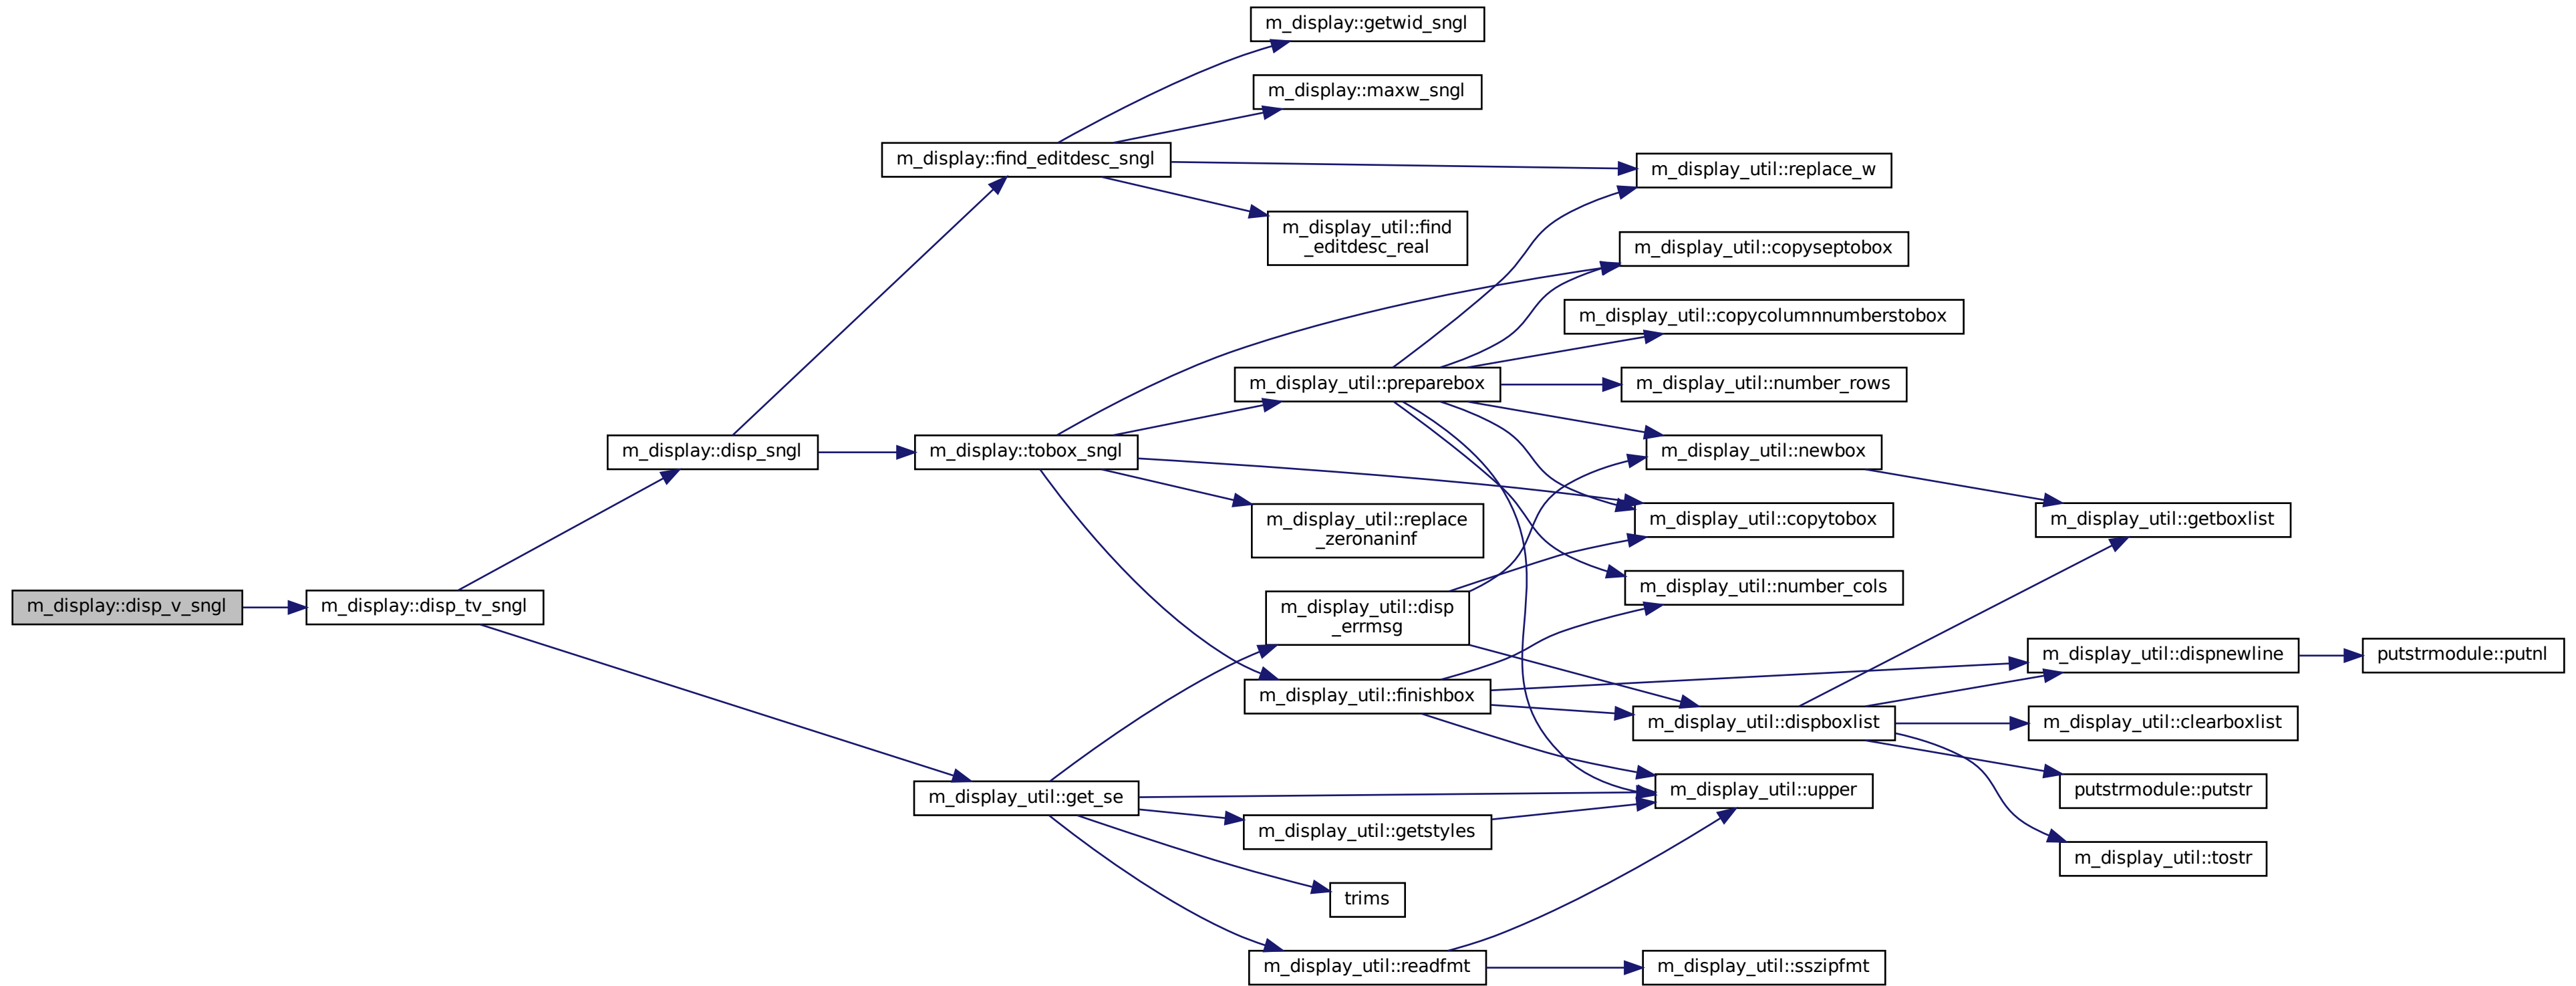 m_display::getwid_sngl
m_display::maxw_sngl
m_display::find_editdesc_sngl
m_display_util::replace_w
m_display_util::find
_editdesc_real
m_display_util::copyseptobox
m_display_util::copycolumnnumberstobox
m_display_util::preparebox
m_display_util::number_rows
m_display::disp_sngl
m_display::tobox_sngl
m_display_util::newbox
m_display_util::replace
_zeronaninf
m_display_util::copytobox
m_display_util::getboxlist
m_display::disp_v_sngl
m_display::disp_tv_sngl
m_display_util::disp
_errmsg
m_display_util::number_cols
m_display_util::dispnewline
putstrmodule::putnl
m_display_util::finishbox
m_display_util::dispboxlist
m_display_util::clearboxlist
m_display_util::get_se
m_display_util::upper
putstrmodule::putstr
m_display_util::getstyles
m_display_util::tostr
trims
m_display_util::readfmt
m_display_util::sszipfmt